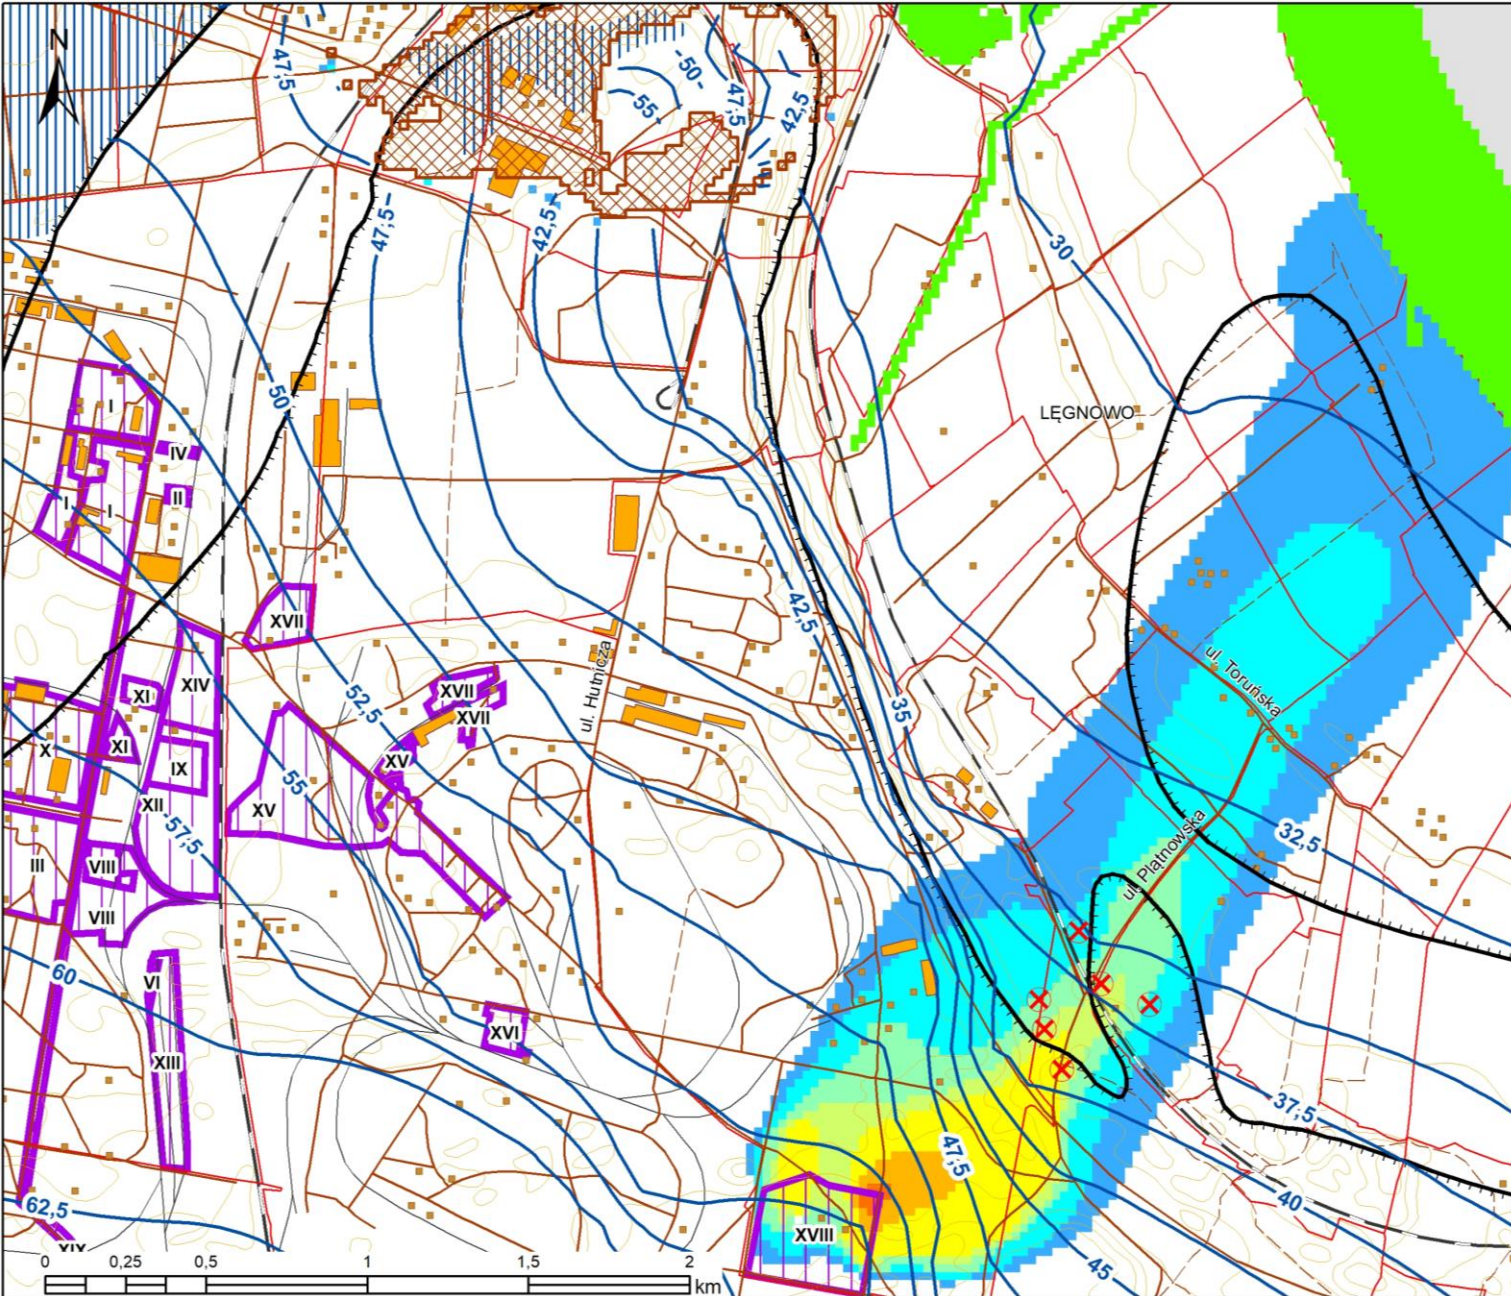 N
47,5
-50-
55-
47,5
42,5
47,5
42,5
30
50
LĘGNOWO
I
IV
II
I
I
XVII
42,5
ul. Toruńska
XI
XIV
52,5
XVII
XVII
ul. Hutnicza
35
X
XI
IX
XV
55
XV
XII
-57,5
ul. Plątnowska
32,5
III
VIII
VIII
60
VI
XVI
XIII
37,5
47,5
40
62,5
XVIII
XIX
45
0 0,25 0,5 1 1,5 2
km